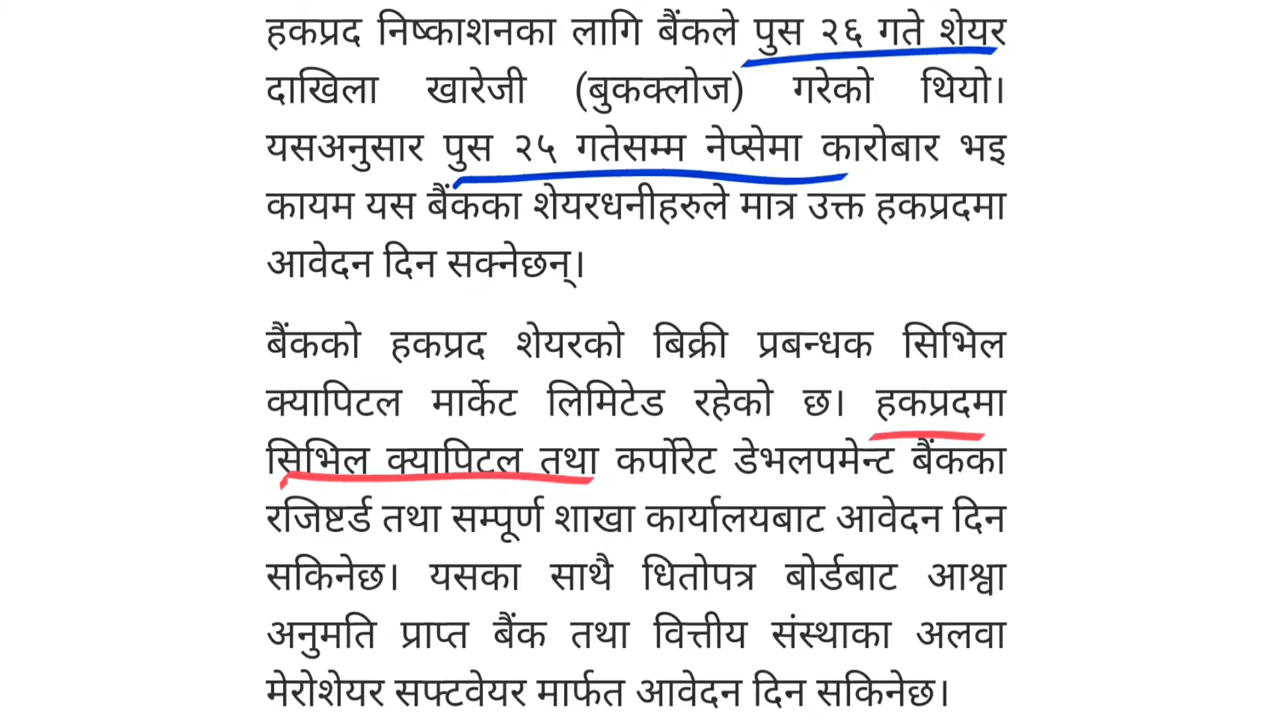 हकप्रद निष्काशनका लागि बैंकले पुस २६ गते शेयर
दाखिला खारेजी (बुकक्लोज) गरेको थियो।
यसअनुसार पुस २५ गतेसम्म नेप्सेमा कारोबार भइ
कायम यस बैंकका शेयरधनीहरुले मात्र उक्त हकप्रदमा
आवेदन दिन सक्नेछन्।
बैंकको हकप्रद शेयरको बिक्री प्रबन्धक सिभिल
क्यापिटल मार्केट लिमिटेड रहेको छ। हकप्रदमा
सिभिल क्यापिटल तथा कर्पोरेट डेभलपमेन्ट बैंकका
रजिष्टर्ड तथा सम्पूर्ण शाखा कार्यालयबाट आवेदन दिन
सकिनेछ। यसका साथै धितोपत्र बोर्डबाट आश्वा
अनुमति प्राप्त बैंक तथा वित्तीय संस्थाका अलवा
मेरोशेयर सफ्टवेयर मार्फत आवेदन दिन सकिनेछ।